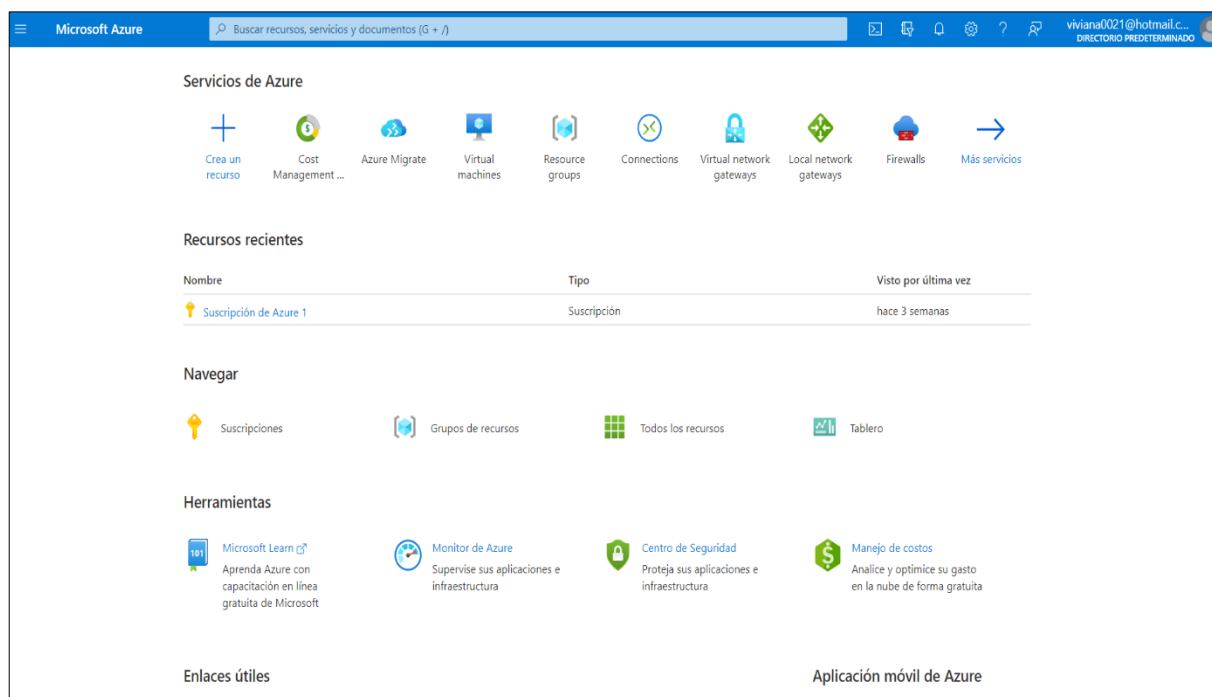 Microsoft Azure
Buscar recursos, servicios y documentos (G + /)
viviana0021@hotmail.c...
DIRECTORIO PREDETERMINADO
Servicios de Azure
Crea un
recurso
Cost
Management ...
Azure Migrate
Virtual
machines
Resource
groups
Connections
Virtual network
gateways
Local network
gateways
Firewalls
Más servicios
Recursos recientes
Nombre Tipo Visto por última vez
Suscripción de Azure 1 Suscripción hace 3 semanas
Navegar
Suscripciones Grupos de recursos Todos los recursos Tablero
Herramientas
101
Microsoft Learn
Aprenda Azure con
capacitación en línea
gratuita de Microsoft
Monitor de Azure
Supervise sus aplicaciones e
infraestructura
Centro de Seguridad
Proteja sus aplicaciones e
infraestructura
Manejo de costos
Analice y optimice su gasto
en la nube de forma gratuita
Enlaces útiles
Aplicación móvil de Azure